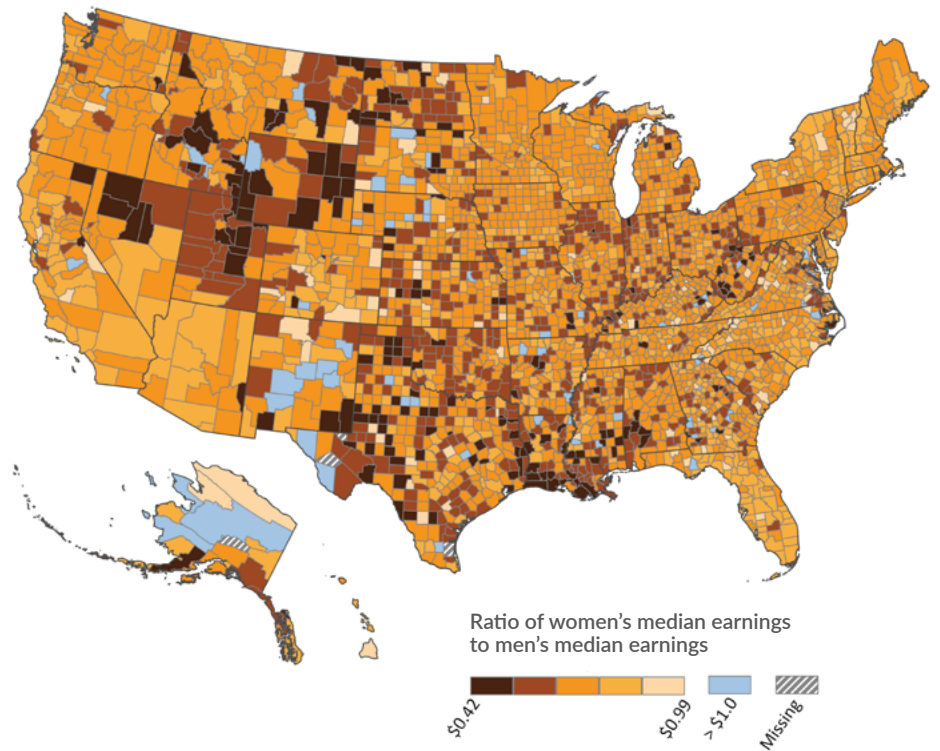 Ratio of women’s median earnings
to men’s median earnings
$0.42
$0.99
> $1.0
Missing